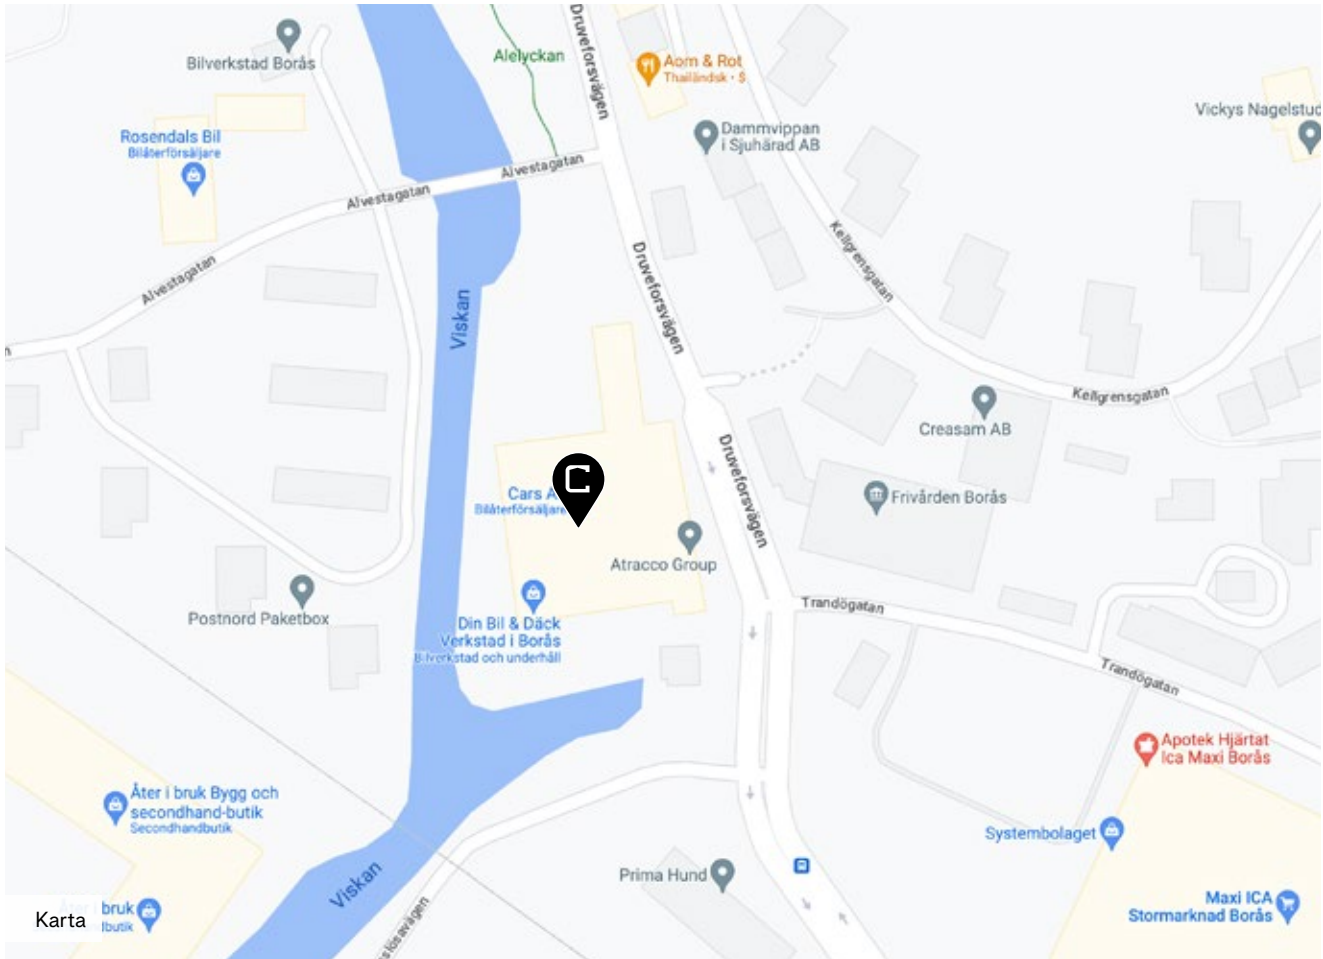 Druveforsvägen
Alelyckan
Aorn & Rot
Thailändsk · $
Bilverkstad Borås
Vickys Nagelstud
Dammvippan
i Sjuhärad AB
Rosendals Bil
Bilåterförsäljare
Alvestagatan
Alvestagatan
Alvestagatan
Kellgrensgatan
Druveforsvägen
Viskan
Kellgrensgatan
Creasam AB
Druveforsvägen
C
Cars A
Bilåterförsäljare
Frivården Borås
Atracco Group
Trandögatan
Postnord Paketbox
Din Bil & Däck
Verkstad i Borås
Bilverkstad och underhåll
Trandögatan
Apotek Hjärtat
Ica Maxi Borås
Åter i bruk Bygg och
secondhand-butik
Secondhandbutik
Systembolaget
Prima Hund
Viskan
Maxi ICA
Stormarknad Borås
Åter i bruk
Karta